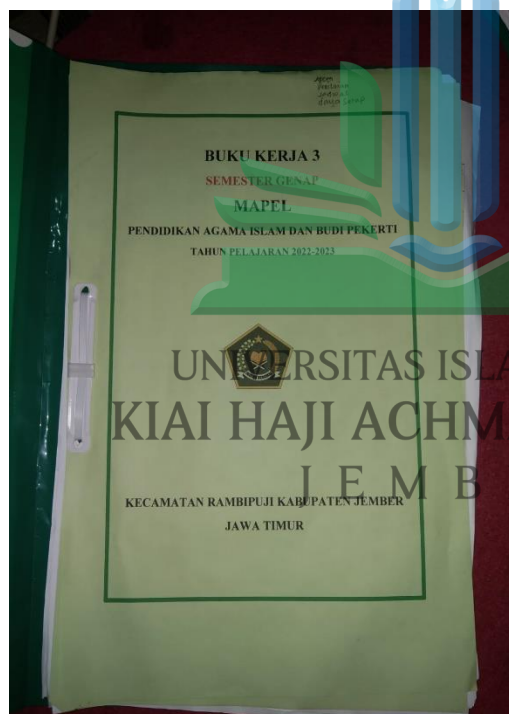 BUKU KERJA 3
SEMESTER GENAP
MAPEL
PENDIDIKAN AGAMA ISLAM DAN BUDI PEKERTI
TAHUN PELAJARAN 2022-2023
UNIVERSITAS ISLA
KIAI HAJI ACHM
J E M B
KECAMATAN RAMBIPUJI KABUPATEN JEMBER
JAWA TIMUR